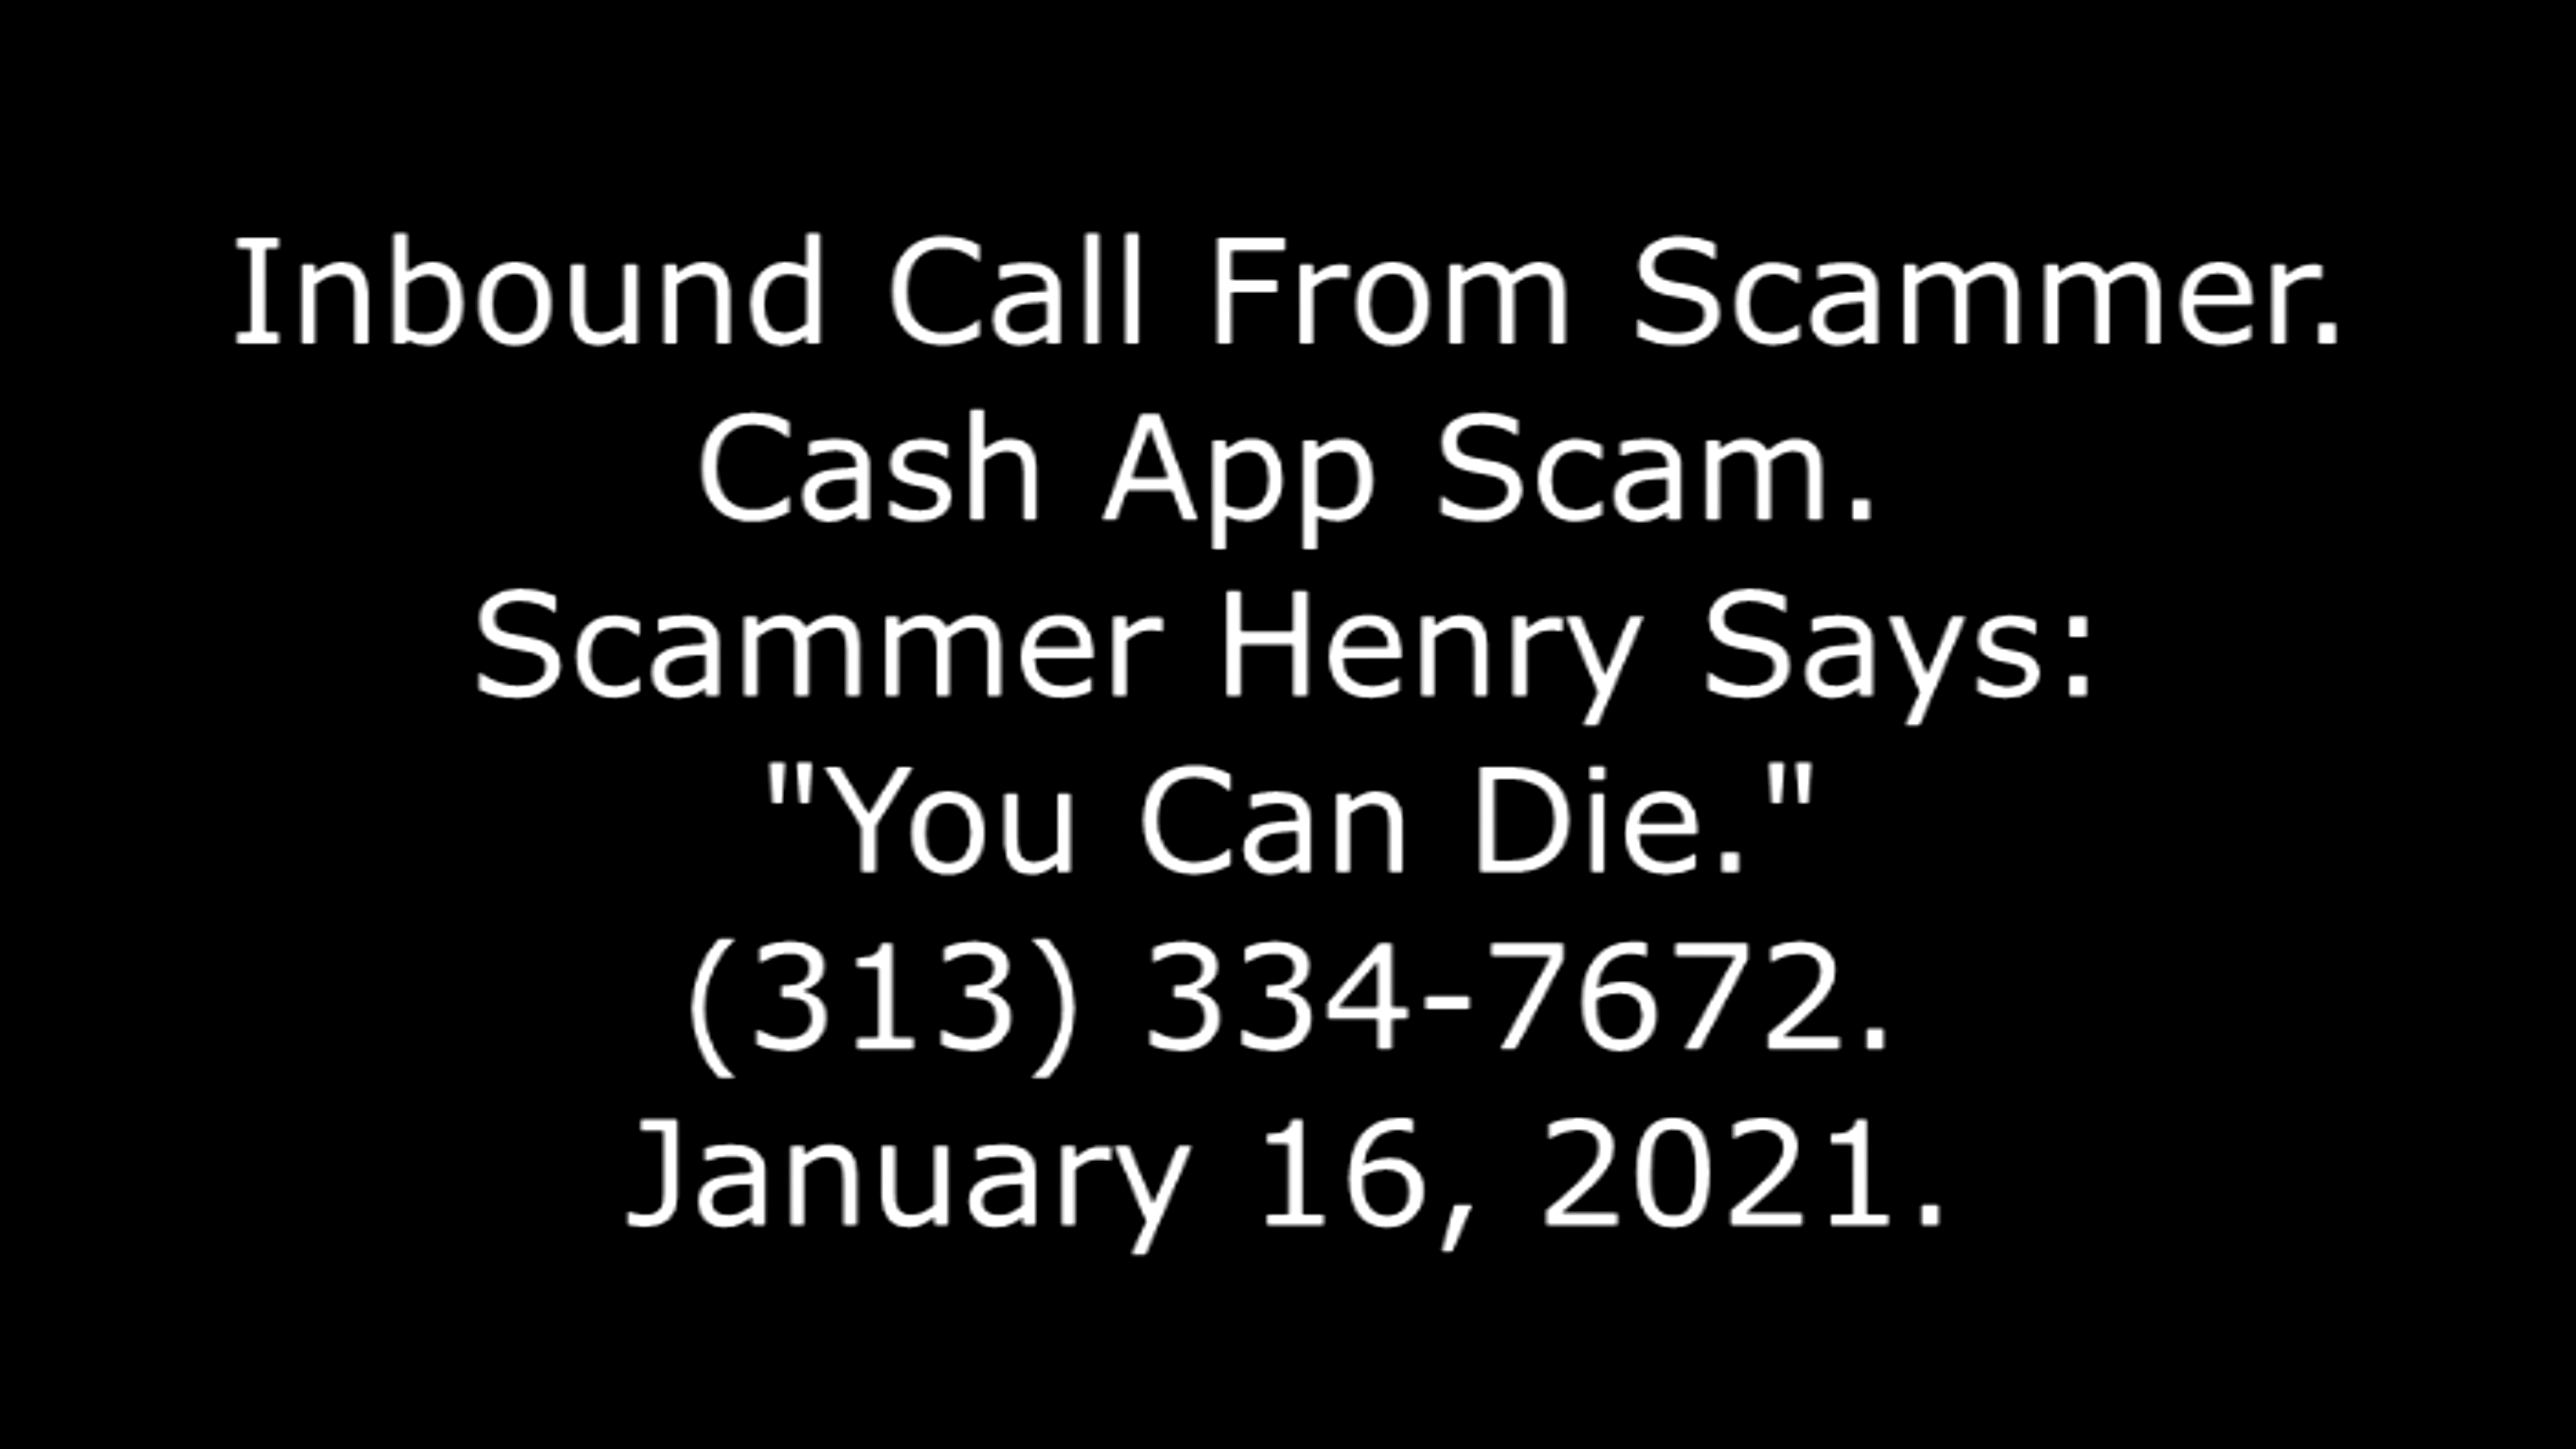 Inbound Call From Scammer.
Cash App Scam.
Scammer Henry Says:
"You Can Die."
(313) 334-7672.
January 16, 2021.